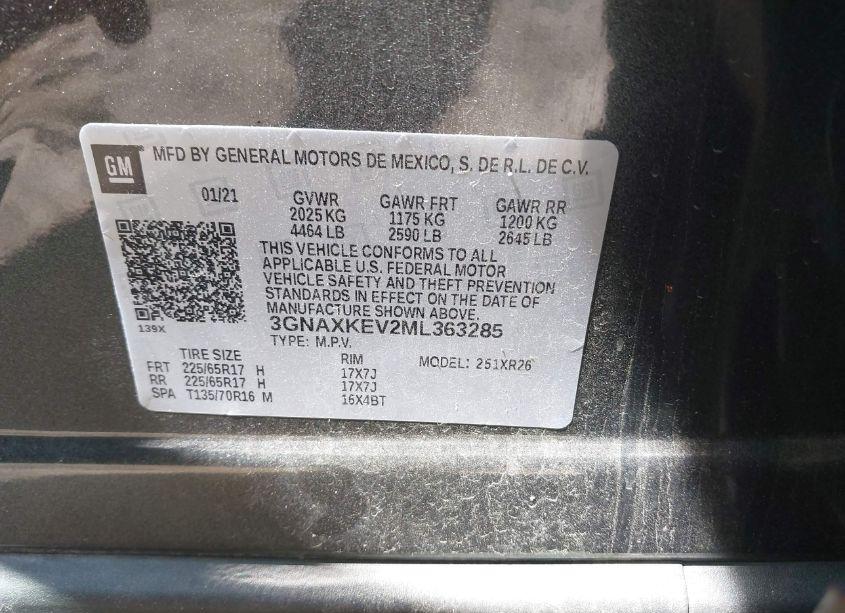 GM
MFD BY GENERAL MOTORS DE MEXICO, S. DE R.L. DE C.V.
01/21 GVWR GAWR FRT GAWR RR
2025 KG 1175 KG 1200 KG
4464 LB 2590 LB 2645 LB
THIS VEHICLE CONFORMS TO ALL
APPLICABLE U.S. FEDERAL MOTOR
VEHICLE SAFETY AND THEFT PREVENTION
STANDARDS IN EFFECT ON THE DATE OF
MANUFACTURE SHOWN ABOVE.
139X
3GNAXKEV2ML363285
TYPE: M.P.V. MODEL: 251XR26
TIRE SIZE RIM
FRT 225/65R17 H 17X7J
RR 225/65R17 H 17X7J
SPA T135/70R16 M 16X4BT